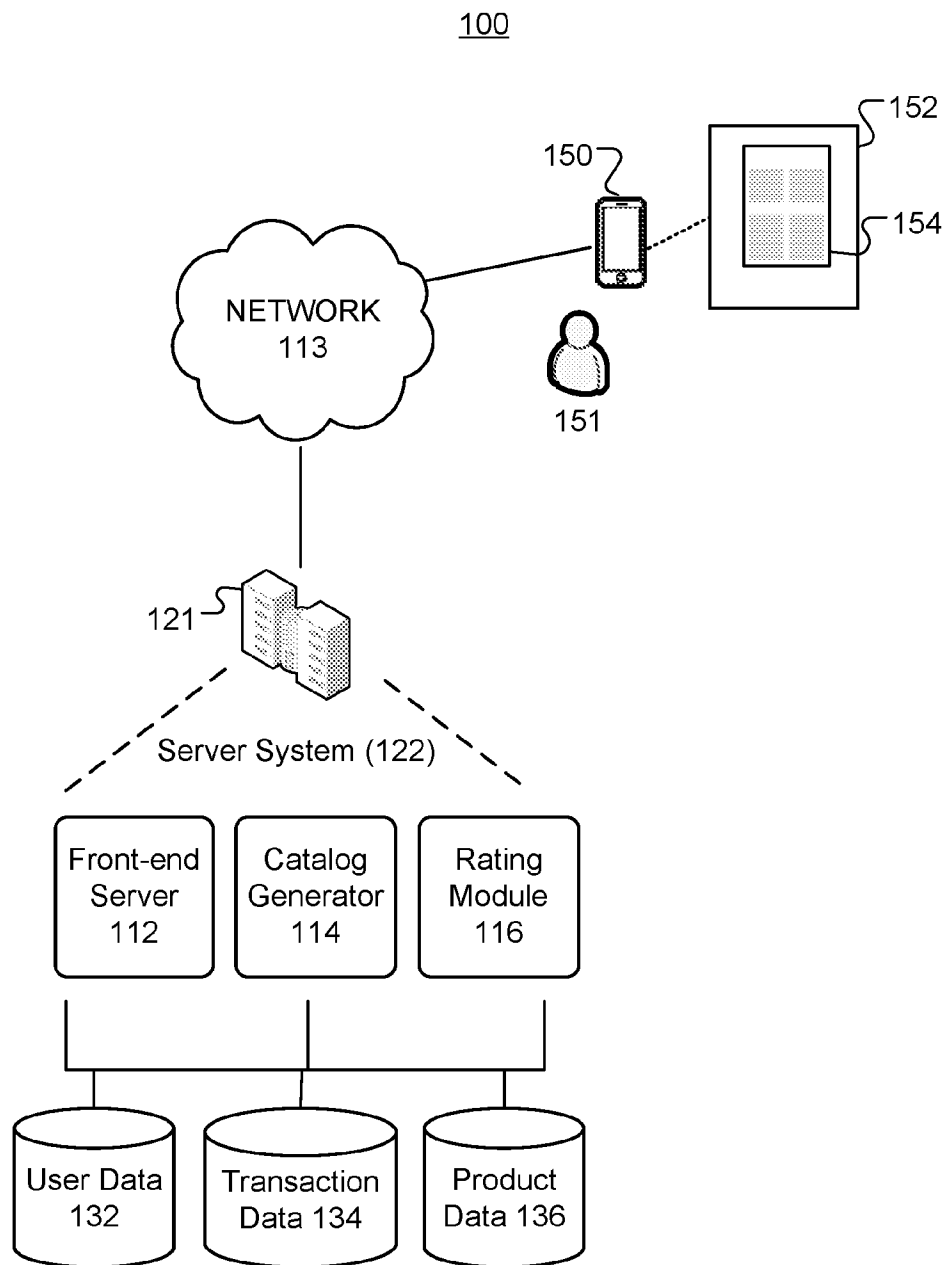 100
152
150
154
NETWORK
113
151
121
Server System (122)
Front-end
Server
112
Catalog
Generator
114
Rating
Module
116
User Data
132
Transaction
Data 134
Product
Data 136